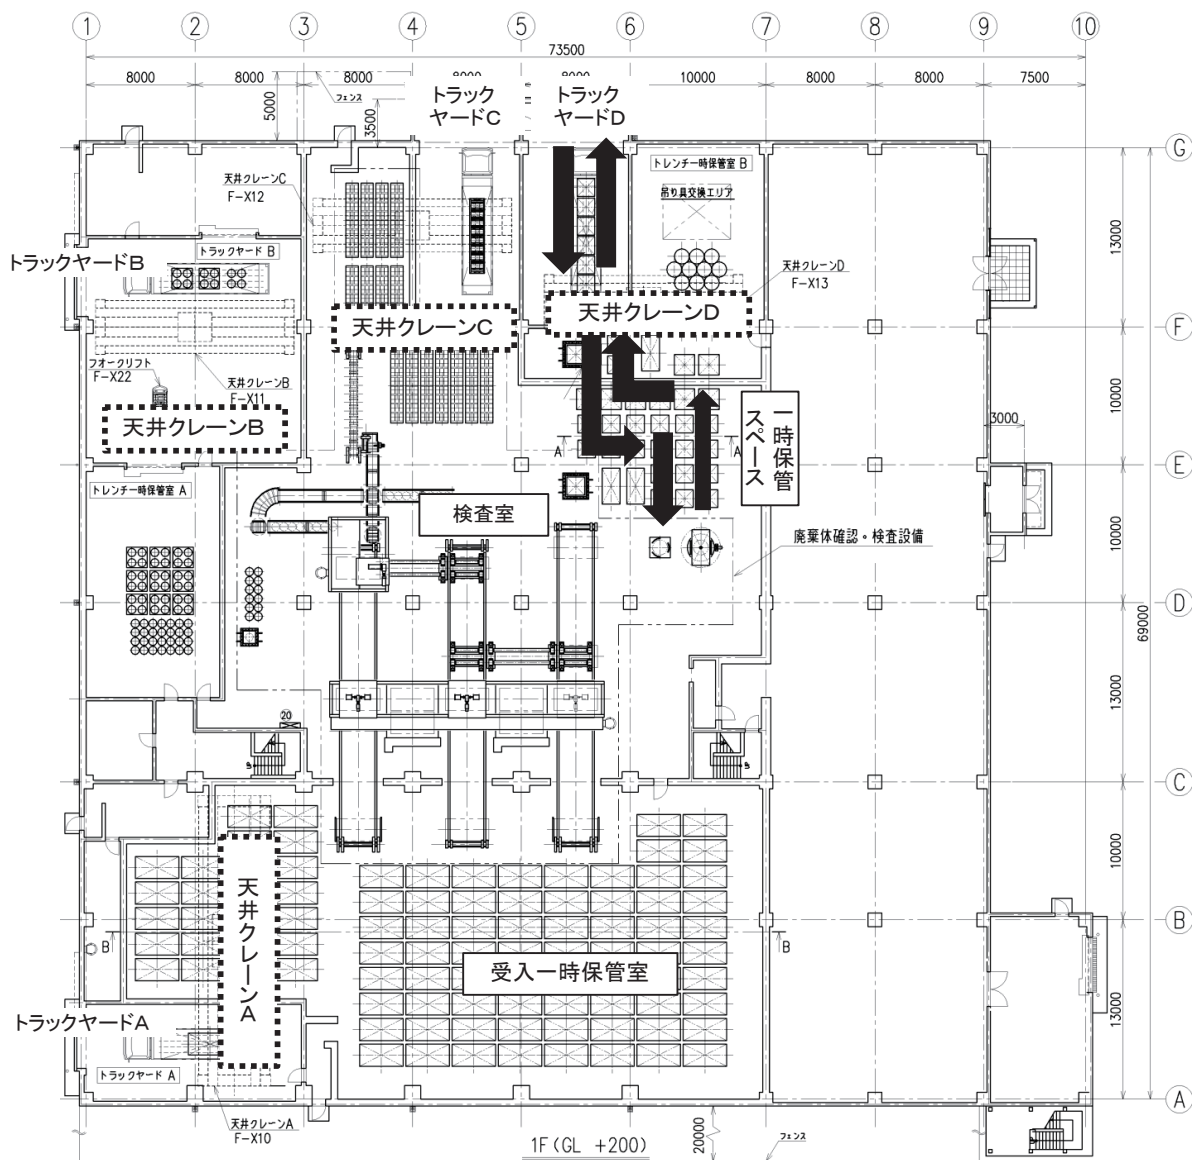 1 2 3 4 5 6 7 8 9 10
73500
8000 8000 8000 8000 8000 10000 8000 8000 7500
フェンス
5000
3500
トラック
ヤードC
トラック
ヤードD
G
天井クレーンC
F-X12
トレンチ一時保管室 B
吊り具交換エリア
トラックヤードB
トラックヤード B
天井クレーンD
F-X13
13000
天井クレーンC
天井クレーンD
F
フオークリフト
F-X22
天井クレーンB
F-X11
天井クレーンB
一時保管
スペース
3000
10000
A A
E
トレンチ一時保管室 A
検査室
廃棄体確認・検査設備
10000
D
69000
13000
20
C
10000
天井クレーンA
B B
B
受入一時保管室
トラックヤードA
トラックヤード A
13000
A
天井クレーンA
F-X10
1F(GL +200)
20000
フェンス